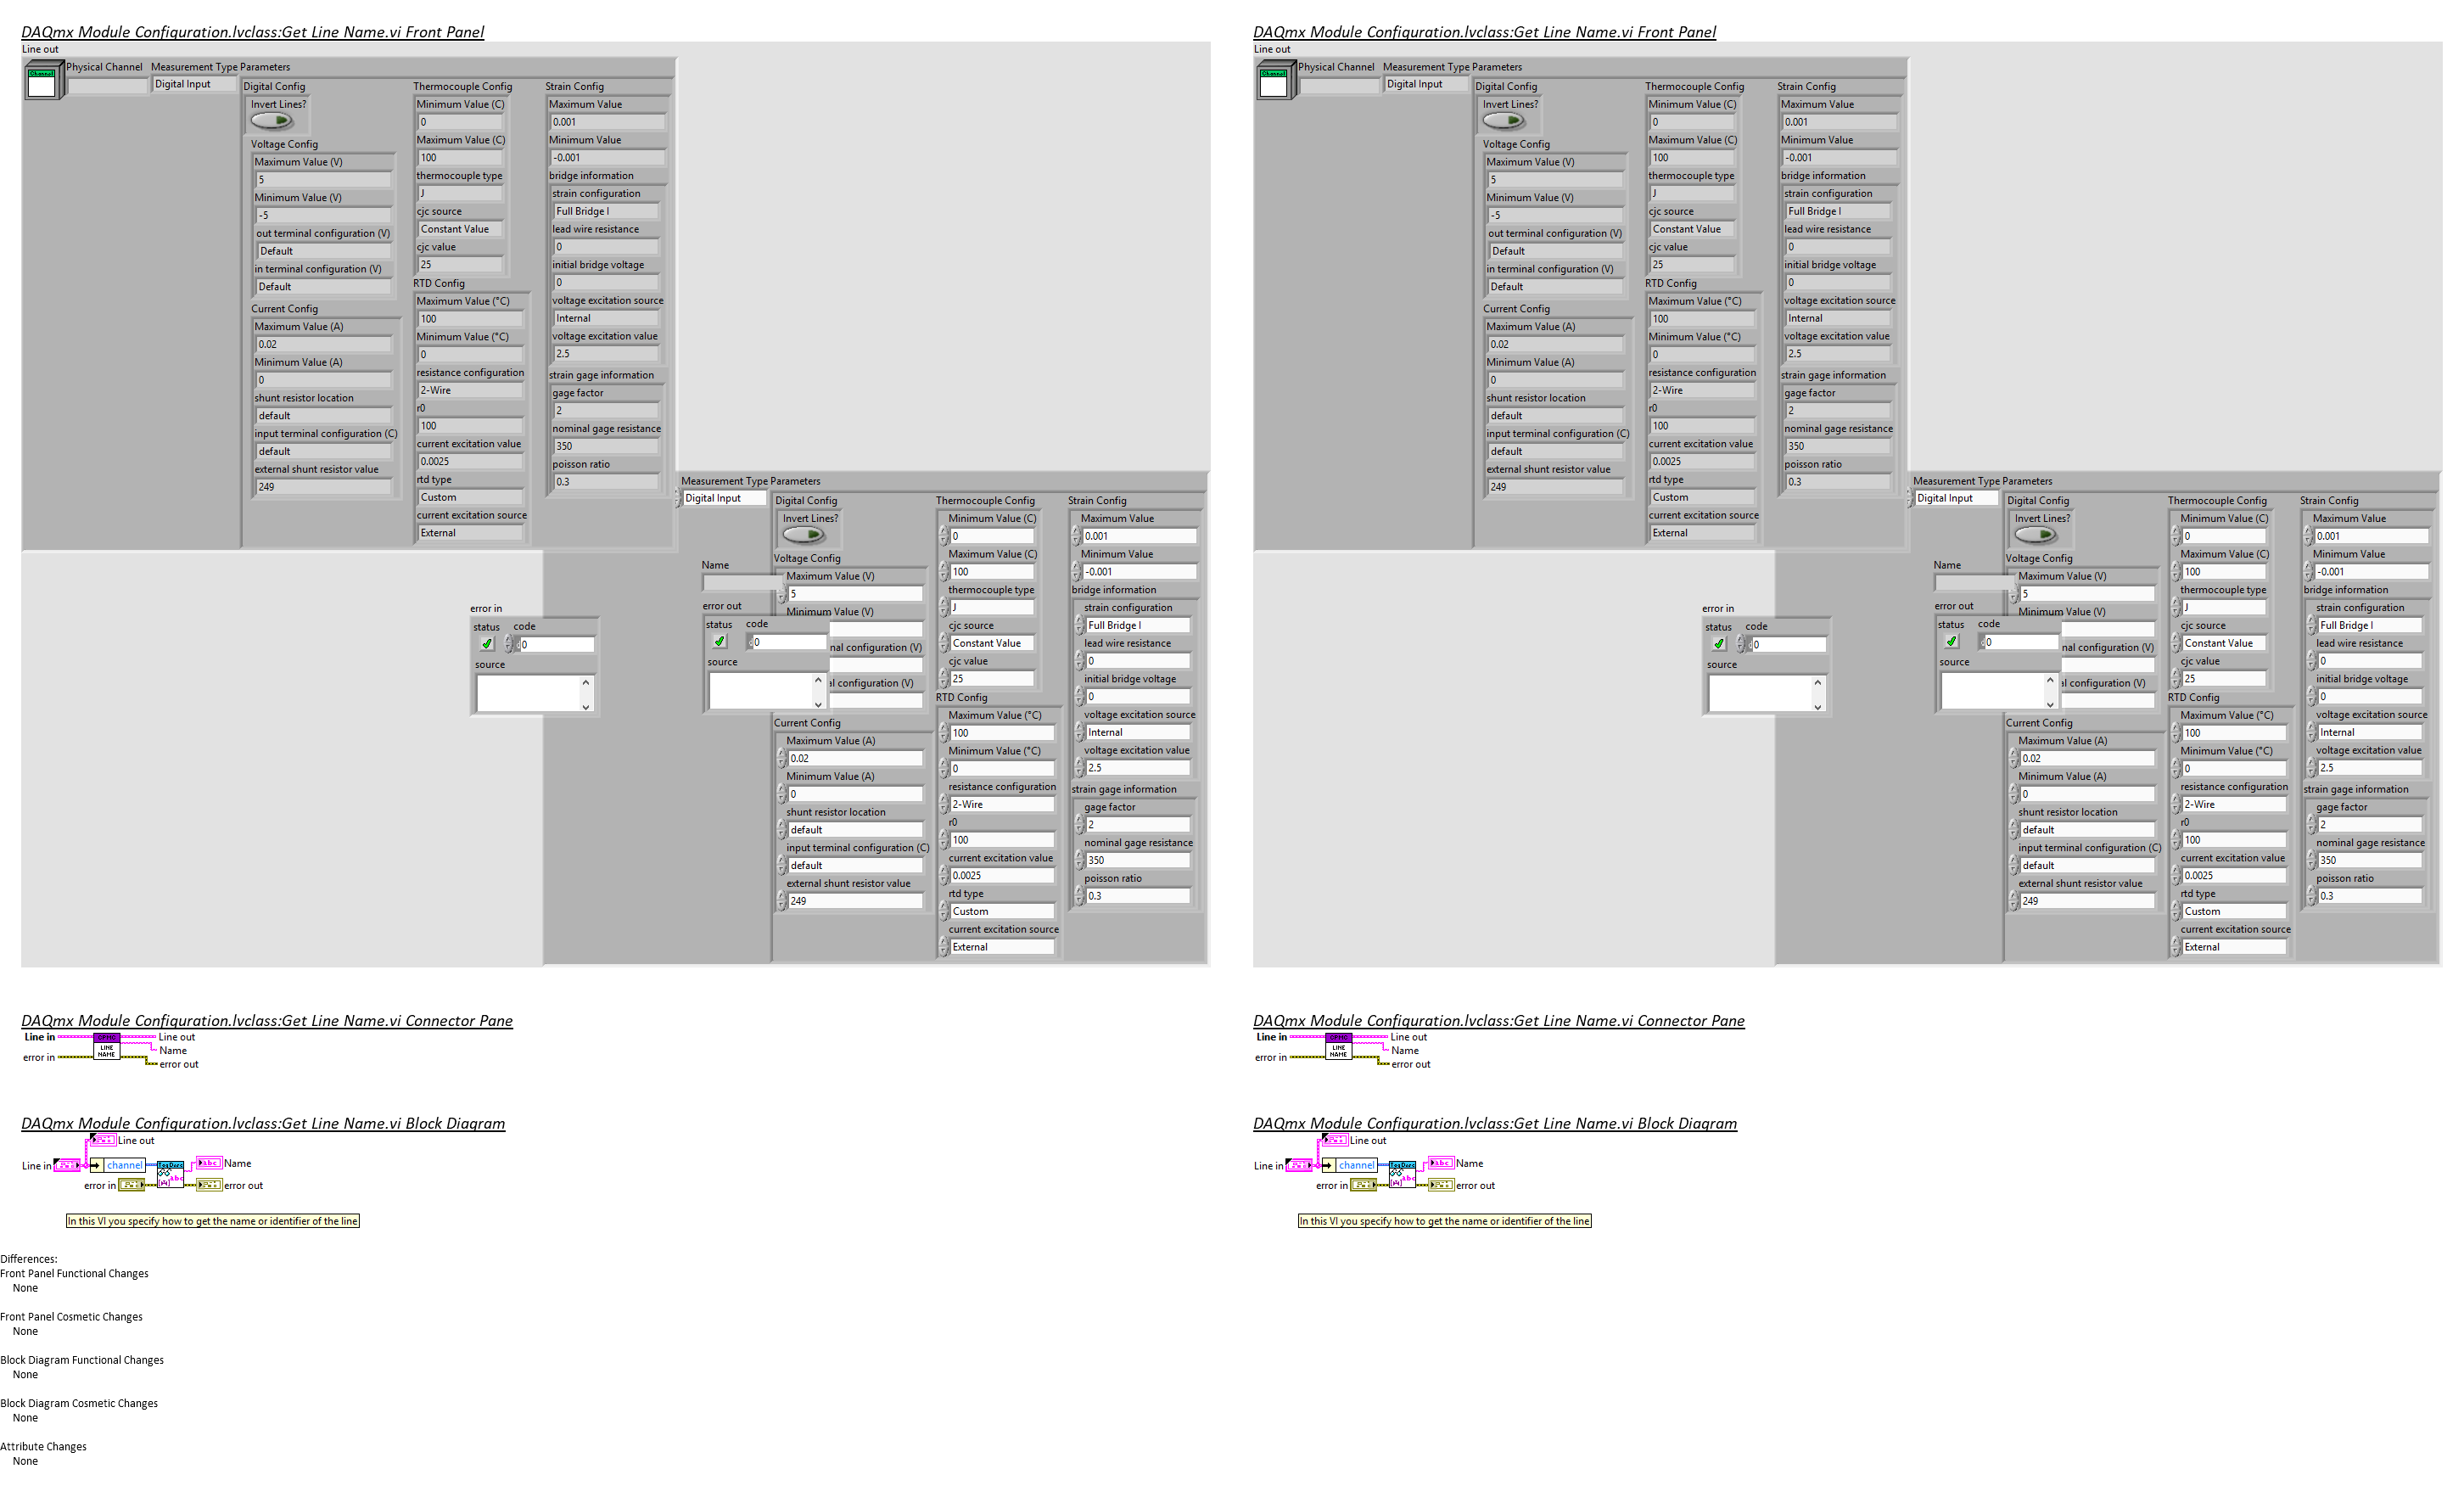 DAQmx Module Configuration.lvclass:Get Line Name.vi Front Panel
Line out
Channel
Physical Channel
Measurement Type
Digital Input
Parameters
Digital Config
Invert Lines?
Voltage Config
Maximum Value (V)
5
Minimum Value (V)
-5
out terminal configuration (V)
Default
in terminal configuration (V)
Default
Current Config
Maximum Value (A)
0.02
Minimum Value (A)
0
shunt resistor location
default
input terminal configuration (C)
default
external shunt resistor value
249
Thermocouple Config
Minimum Value (C)
0
Maximum Value (C)
100
thermocouple type
J
cjc source
Constant Value
cjc value
25
RTD Config
Maximum Value (°C)
100
Minimum Value (°C)
0
resistance configuration
2-Wire
r0
100
current excitation value
0.0025
rtd type
Custom
current excitation source
External
Strain Config
Maximum Value
0.001
Minimum Value
-0.001
bridge information
strain configuration
Full Bridge I
lead wire resistance
0
initial bridge voltage
0
voltage excitation source
Internal
voltage excitation value
2.5
strain gage information
gage factor
2
nominal gage resistance
350
poisson ratio
0.3
Measurement Type
Digital Input
Parameters
Digital Config
Invert Lines?
Voltage Config
Maximum Value (V)
5
Minimum Value (V)
nal configuration (V)
al configuration (V)
Current Config
Maximum Value (A)
0.02
Minimum Value (A)
0
shunt resistor location
default
input terminal configuration (C)
default
external shunt resistor value
249
Thermocouple Config
Minimum Value (C)
0
Maximum Value (C)
100
thermocouple type
J
cjc source
Constant Value
cjc value
25
RTD Config
Maximum Value (°C)
100
Minimum Value (°C)
0
resistance configuration
2-Wire
r0
100
current excitation value
0.0025
rtd type
Custom
current excitation source
External
Strain Config
Maximum Value
0.001
Minimum Value
-0.001
bridge information
strain configuration
Full Bridge I
lead wire resistance
0
initial bridge voltage
0
voltage excitation source
Internal
voltage excitation value
2.5
strain gage information
gage factor
2
nominal gage resistance
350
poisson ratio
0.3
Name
error in
status code
0
source
error out
status code
0
source
DAQmx Module Configuration.lvclass:Get Line Name.vi Connector Pane
Line in
error in
LINE
NAME
Line out
Name
error out
DAQmx Module Configuration.lvclass:Get Line Name.vi Block Diagram
Line out
Line in channel Name
error in error out
In this VI you specify how to get the name or identifier of the line
DAQmx Module Configuration.lvclass:Get Line Name.vi Front Panel
Line out
Channel
Physical Channel
Measurement Type
Digital Input
Parameters
Digital Config
Invert Lines?
Voltage Config
Maximum Value (V)
5
Minimum Value (V)
-5
out terminal configuration (V)
Default
in terminal configuration (V)
Default
Current Config
Maximum Value (A)
0.02
Minimum Value (A)
0
shunt resistor location
default
input terminal configuration (C)
default
external shunt resistor value
249
Thermocouple Config
Minimum Value (C)
0
Maximum Value (C)
100
thermocouple type
J
cjc source
Constant Value
cjc value
25
RTD Config
Maximum Value (°C)
100
Minimum Value (°C)
0
resistance configuration
2-Wire
r0
100
current excitation value
0.0025
rtd type
Custom
current excitation source
External
Strain Config
Maximum Value
0.001
Minimum Value
-0.001
bridge information
strain configuration
Full Bridge I
lead wire resistance
0
initial bridge voltage
0
voltage excitation source
Internal
voltage excitation value
2.5
strain gage information
gage factor
2
nominal gage resistance
350
poisson ratio
0.3
Measurement Type
Digital Input
Parameters
Digital Config
Invert Lines?
Voltage Config
Maximum Value (V)
5
Minimum Value (V)
nal configuration (V)
al configuration (V)
Current Config
Maximum Value (A)
0.02
Minimum Value (A)
0
shunt resistor location
default
input terminal configuration (C)
default
external shunt resistor value
249
Thermocouple Config
Minimum Value (C)
0
Maximum Value (C)
100
thermocouple type
J
cjc source
Constant Value
cjc value
25
RTD Config
Maximum Value (°C)
100
Minimum Value (°C)
0
resistance configuration
2-Wire
r0
100
current excitation value
0.0025
rtd type
Custom
current excitation source
External
Strain Config
Maximum Value
0.001
Minimum Value
-0.001
bridge information
strain configuration
Full Bridge I
lead wire resistance
0
initial bridge voltage
0
voltage excitation source
Internal
voltage excitation value
2.5
strain gage information
gage factor
2
nominal gage resistance
350
poisson ratio
0.3
Name
error in
status code
0
source
error out
status code
0
source
DAQmx Module Configuration.lvclass:Get Line Name.vi Connector Pane
Line in
error in
LINE
NAME
Line out
Name
error out
DAQmx Module Configuration.lvclass:Get Line Name.vi Block Diagram
Line out
Line in channel Name
error in error out
In this VI you specify how to get the name or identifier of the line
Differences:
Front Panel Functional Changes
None
Front Panel Cosmetic Changes
None
Block Diagram Functional Changes
None
Block Diagram Cosmetic Changes
None
Attribute Changes
None